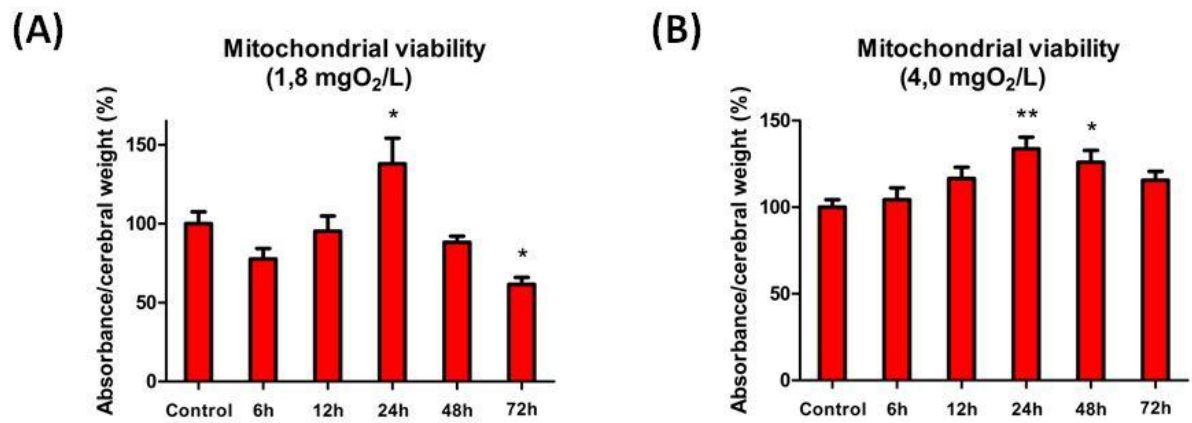 (A)
Mitochondrial viability
(1,8 mgO₂/L)
Absorbance/cerebral weight (%)
150
100
50
0
*
*
Control 6h 12h 24h 48h 72h
(B)
Mitochondrial viability
(4,0 mgO₂/L)
Absorbance/cerebral weight (%)
150
100
50
0
**
*
Control 6h 12h 24h 48h 72h